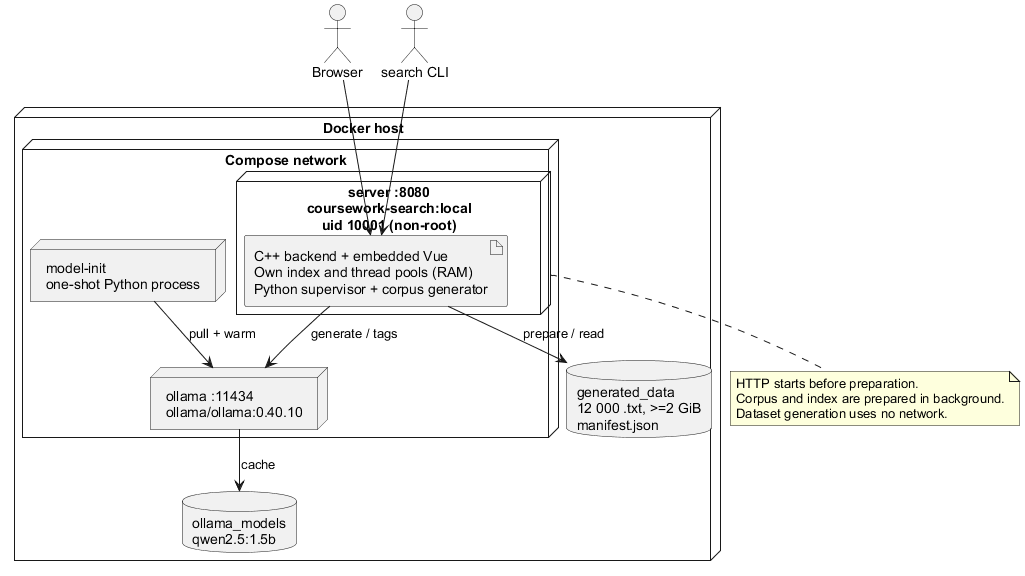 Browser
search CLI
Docker host
Compose network
server :8080
coursework-search:local
uid 10001 (non-root)
C++ backend + embedded Vue
Own index and thread pools (RAM)
Python supervisor + corpus generator
model-init
one-shot Python process
pull + warm
generate / tags
prepare / read
ollama :11434
ollama/ollama:0.40.10
generated_data
12 000 .txt, >=2 GiB
manifest.json
HTTP starts before preparation.
Corpus and index are prepared in background.
Dataset generation uses no network.
cache
ollama_models
qwen2.5:1.5b